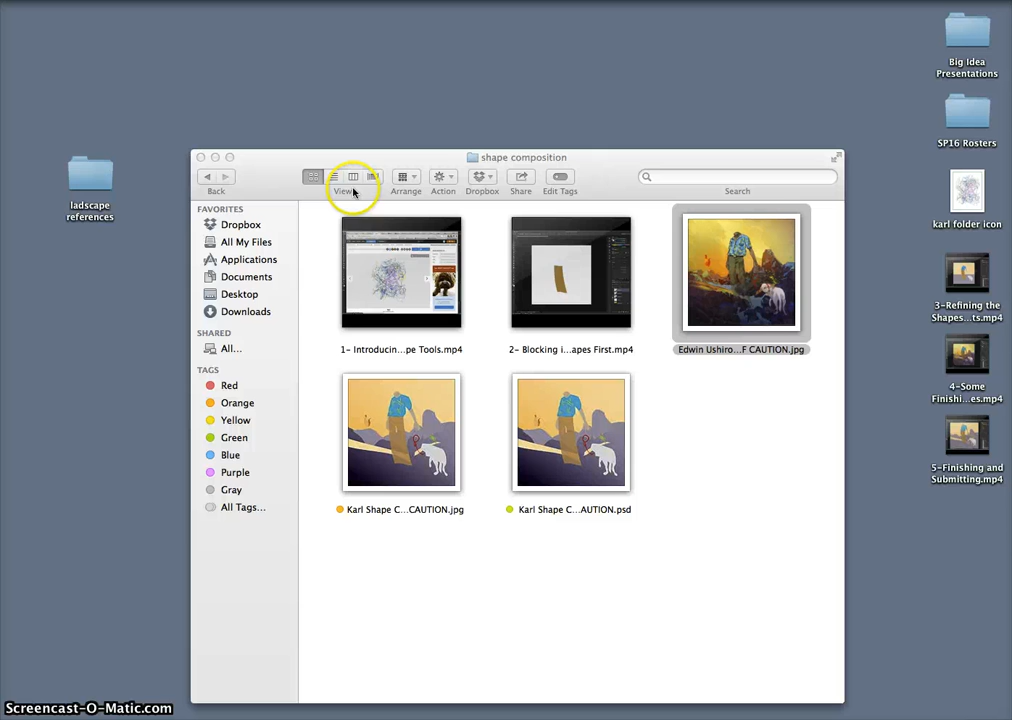 shape composition
Back
View
Arrange
Action
Dropbox
Share
Edit Tags
Search
FAVORITES
Dropbox
All My Files
Applications
Documents
Desktop
Downloads
SHARED
All...
TAGS
Red
Orange
Yellow
Green
Blue
Purple
Gray
All Tags...
1- Introducin...pe Tools.mp4
2- Blocking i...apes First.mp4
Edwin Ushiro...F CAUTION.jpg
Karl Shape C...CAUTION.jpg
Karl Shape C...AUTION.psd
ladscape
references
Big Idea
Presentations
SP16 Rosters
karl folder icon
3-Refining the
Shapes...ts.mp4
4-Some
Finishi...es.mp4
5-Finishing and
Submitting.mp4
Screencast-O-Matic.com